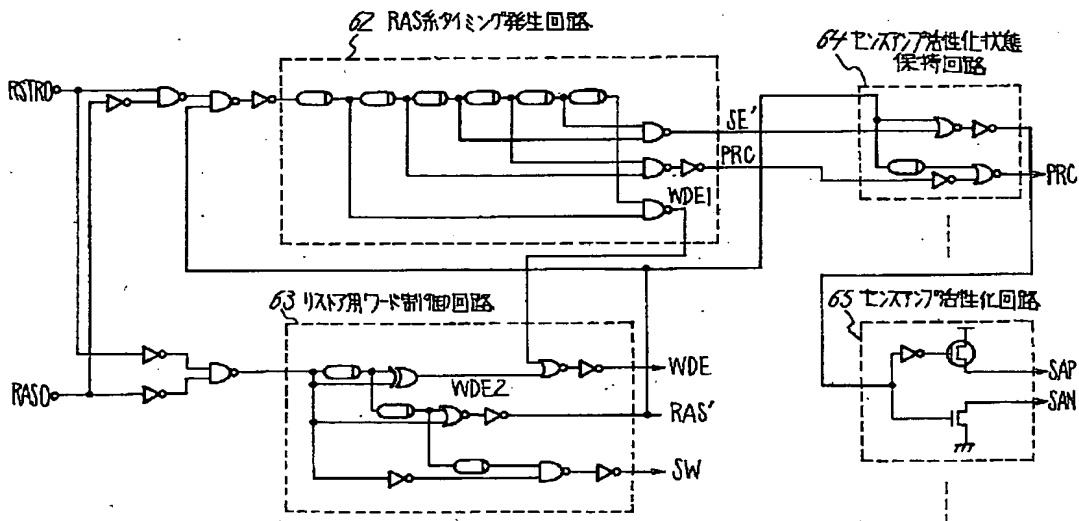 62 RAS系タイミング発生回路
64 センスアンプ活性化状態
保持回路
RSTRO
SE'
PRC
WDE1
PRC
63 リストア用ワード制御回路
65 センスアンプ活性化回路
WDE
WDE2
RASO
RAS'
SW
SAP
SAN